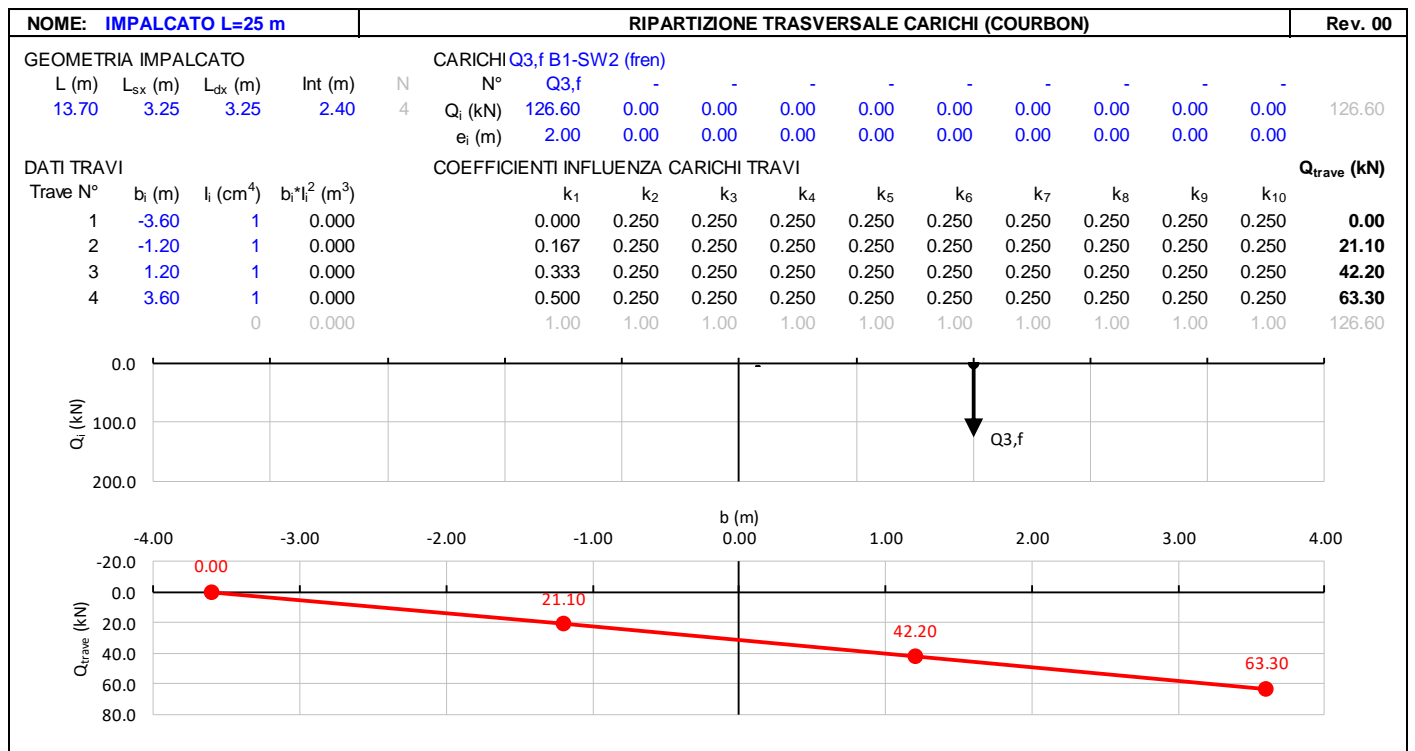 NOME: IMPALCATO L=25 m RIPARTIZIONE TRASVERSALE CARICHI (COURBON) Rev. 00
GEOMETRIA IMPALCATO CARICHI Q3,f B1-SW2 (fren)
L (m) Lsx (m) Ldx (m) Int (m) N N° Q3,f - - - - - - - - -
13.70 3.25 3.25 2.40 4 Qi (kN) 126.60 0.00 0.00 0.00 0.00 0.00 0.00 0.00 0.00 0.00 126.60
ei (m) 2.00 0.00 0.00 0.00 0.00 0.00 0.00 0.00 0.00 0.00
DATI TRAVI COEFFICIENTI INFLUENZA CARICHI TRAVI Qtrave (kN)
Trave N° bi (m) Ii (cm4) bi*Ii2 (m3) k1 k2 k3 k4 k5 k6 k7 k8 k9 k10
1 -3.60 1 0.000 0.000 0.250 0.250 0.250 0.250 0.250 0.250 0.250 0.250 0.250 0.00
2 -1.20 1 0.000 0.167 0.250 0.250 0.250 0.250 0.250 0.250 0.250 0.250 0.250 21.10
3 1.20 1 0.000 0.333 0.250 0.250 0.250 0.250 0.250 0.250 0.250 0.250 0.250 42.20
4 3.60 1 0.000 0.500 0.250 0.250 0.250 0.250 0.250 0.250 0.250 0.250 0.250 63.30
0 0.000 1.00 1.00 1.00 1.00 1.00 1.00 1.00 1.00 1.00 1.00 126.60
0.0
-
100.0
200.0
Qi (kN)
Q3,f
b (m)
-4.00 -3.00 -2.00 -1.00 0.00 1.00 2.00 3.00 4.00
-20.0
0.0
20.0
40.0
60.0
80.0
Qtrave (kN)
0.00
21.10
42.20
63.30